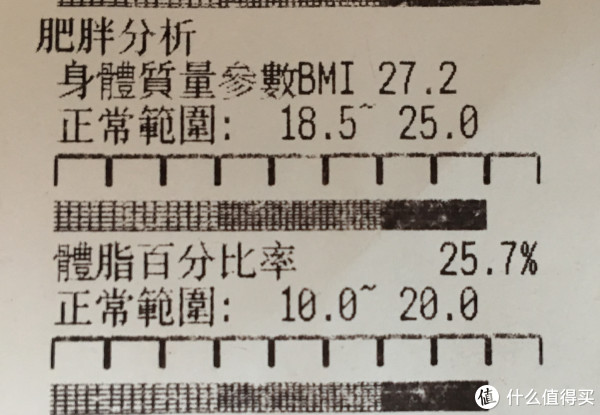 肥胖分析
身體質量參數BMI 27.2
正常範圍: 18.5~ 25.0
體脂百分比率 25.7%
正常範圍: 10.0~ 20.0
值 什么值得买